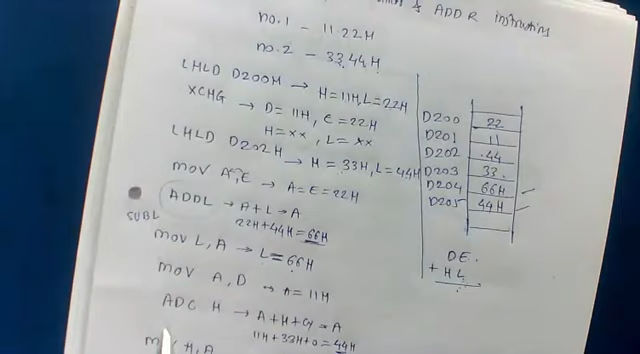 & ADD R instructions
no.1 - 11.22H
no.2 - 33.44H
LHLD D200H → H=11H, L=22H
XCHG → D=11H, E=22H
H=xx, L=xx
LHLD D202H → H=33H, L=44H
MOV A,E → A=E=22H
ADDL → A+L→A
22H+44H=66H
SUBL
MOV L,A → L=66H
MOV A,D → A=11H
ADC H → A+H+Cy→A
11H+33H+0=44H
H,A
D200 22
D201 11
D202 44
D203 33
D204 66H
D205 44H
DE
+ HL